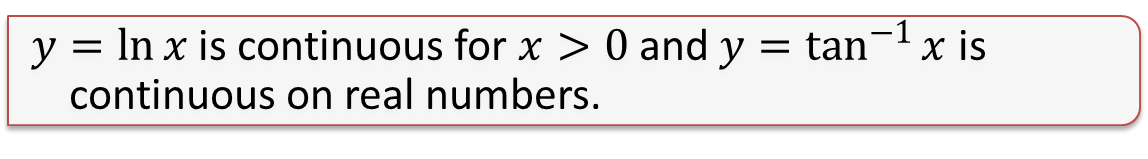 y = ln x is continuous for x > 0 and y = tan⁻¹ x is
continuous on real numbers.